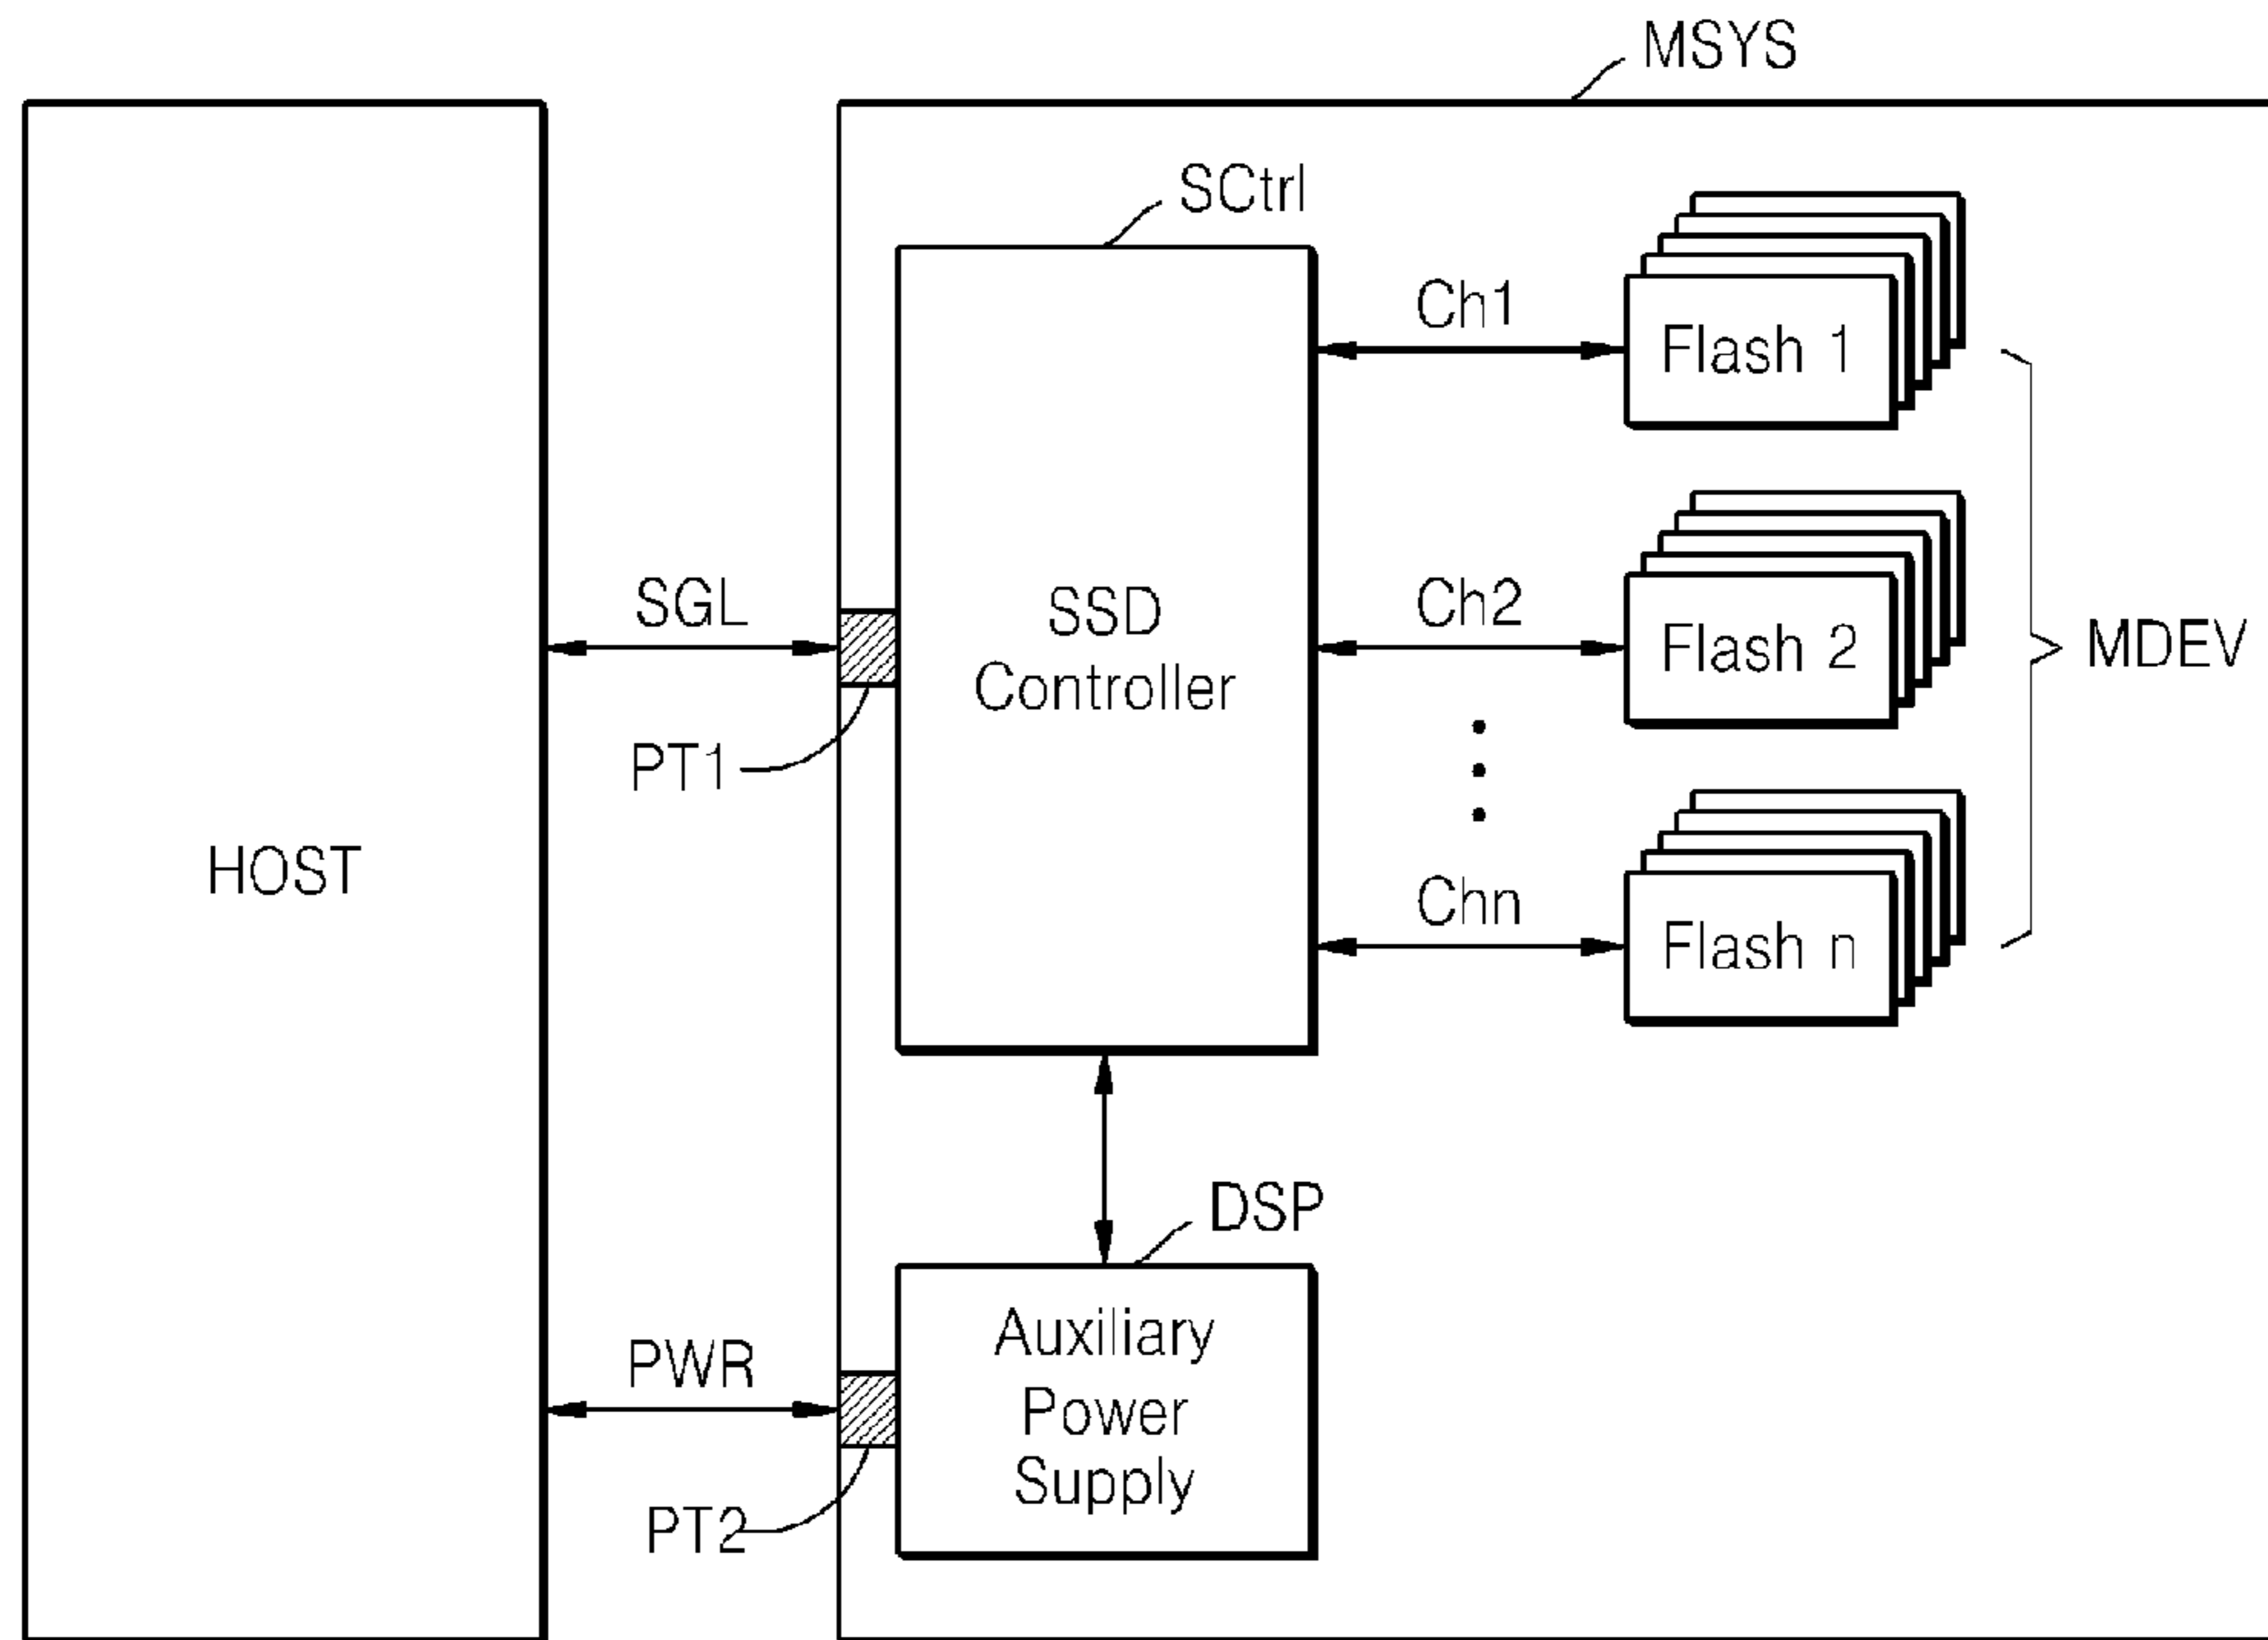 MSYS
SCtrl
Ch1
Flash 1
SGL
SSD
Controller
Ch2
Flash 2
MDEV
PT1
HOST
Chn
Flash n
DSP
PWR
Auxiliary
Power
Supply
PT2